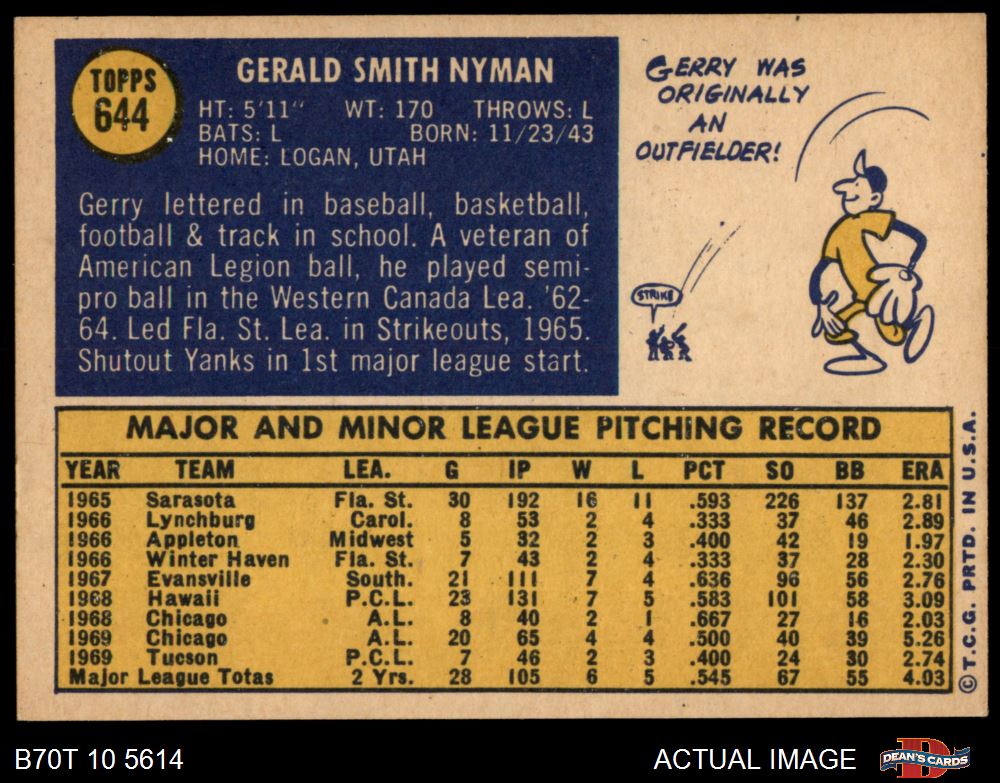 TOPPS
644
GERALD SMITH NYMAN
HT: 5'11" WT: 170 THROWS: L
BATS: L BORN: 11/23/43
HOME: LOGAN, UTAH
Gerry lettered in baseball, basketball,
football & track in school. A veteran of
American Legion ball, he played semi-
pro ball in the Western Canada Lea. '62-
64. Led Fla. St. Lea. in Strikeouts, 1965.
Shutout Yanks in 1st major league start.
GERRY WAS
ORIGINALLY
AN
OUTFIELDER!
STRIKE
MAJOR AND MINOR LEAGUE PITCHING RECORD
YEAR TEAM LEA. G IP W L PCT SO BB ERA
1965 Sarasota Fla. St. 30 192 16 11 .593 226 137 2.81
1966 Lynchburg Carol. 8 53 2 4 .333 37 46 2.89
1966 Appleton Midwest 5 32 2 3 .400 42 19 1.97
1966 Winter Haven Fla. St. 7 43 2 4 .333 37 28 2.30
1967 Evansville South. 21 111 7 4 .636 96 56 2.76
1968 Hawaii P.C.L. 23 131 7 5 .583 101 58 3.09
1968 Chicago A.L. 8 40 2 1 .667 27 16 2.03
1969 Chicago A.L. 20 65 4 4 .500 40 39 5.26
1969 Tucson P.C.L. 7 46 2 3 .400 24 30 2.74
Major League Totas 2 Yrs. 28 105 6 5 .545 67 55 4.03
© T.C.G. PRTD. IN U.S.A.
B70T 10 5614
ACTUAL IMAGE
DEAN'S CARDS